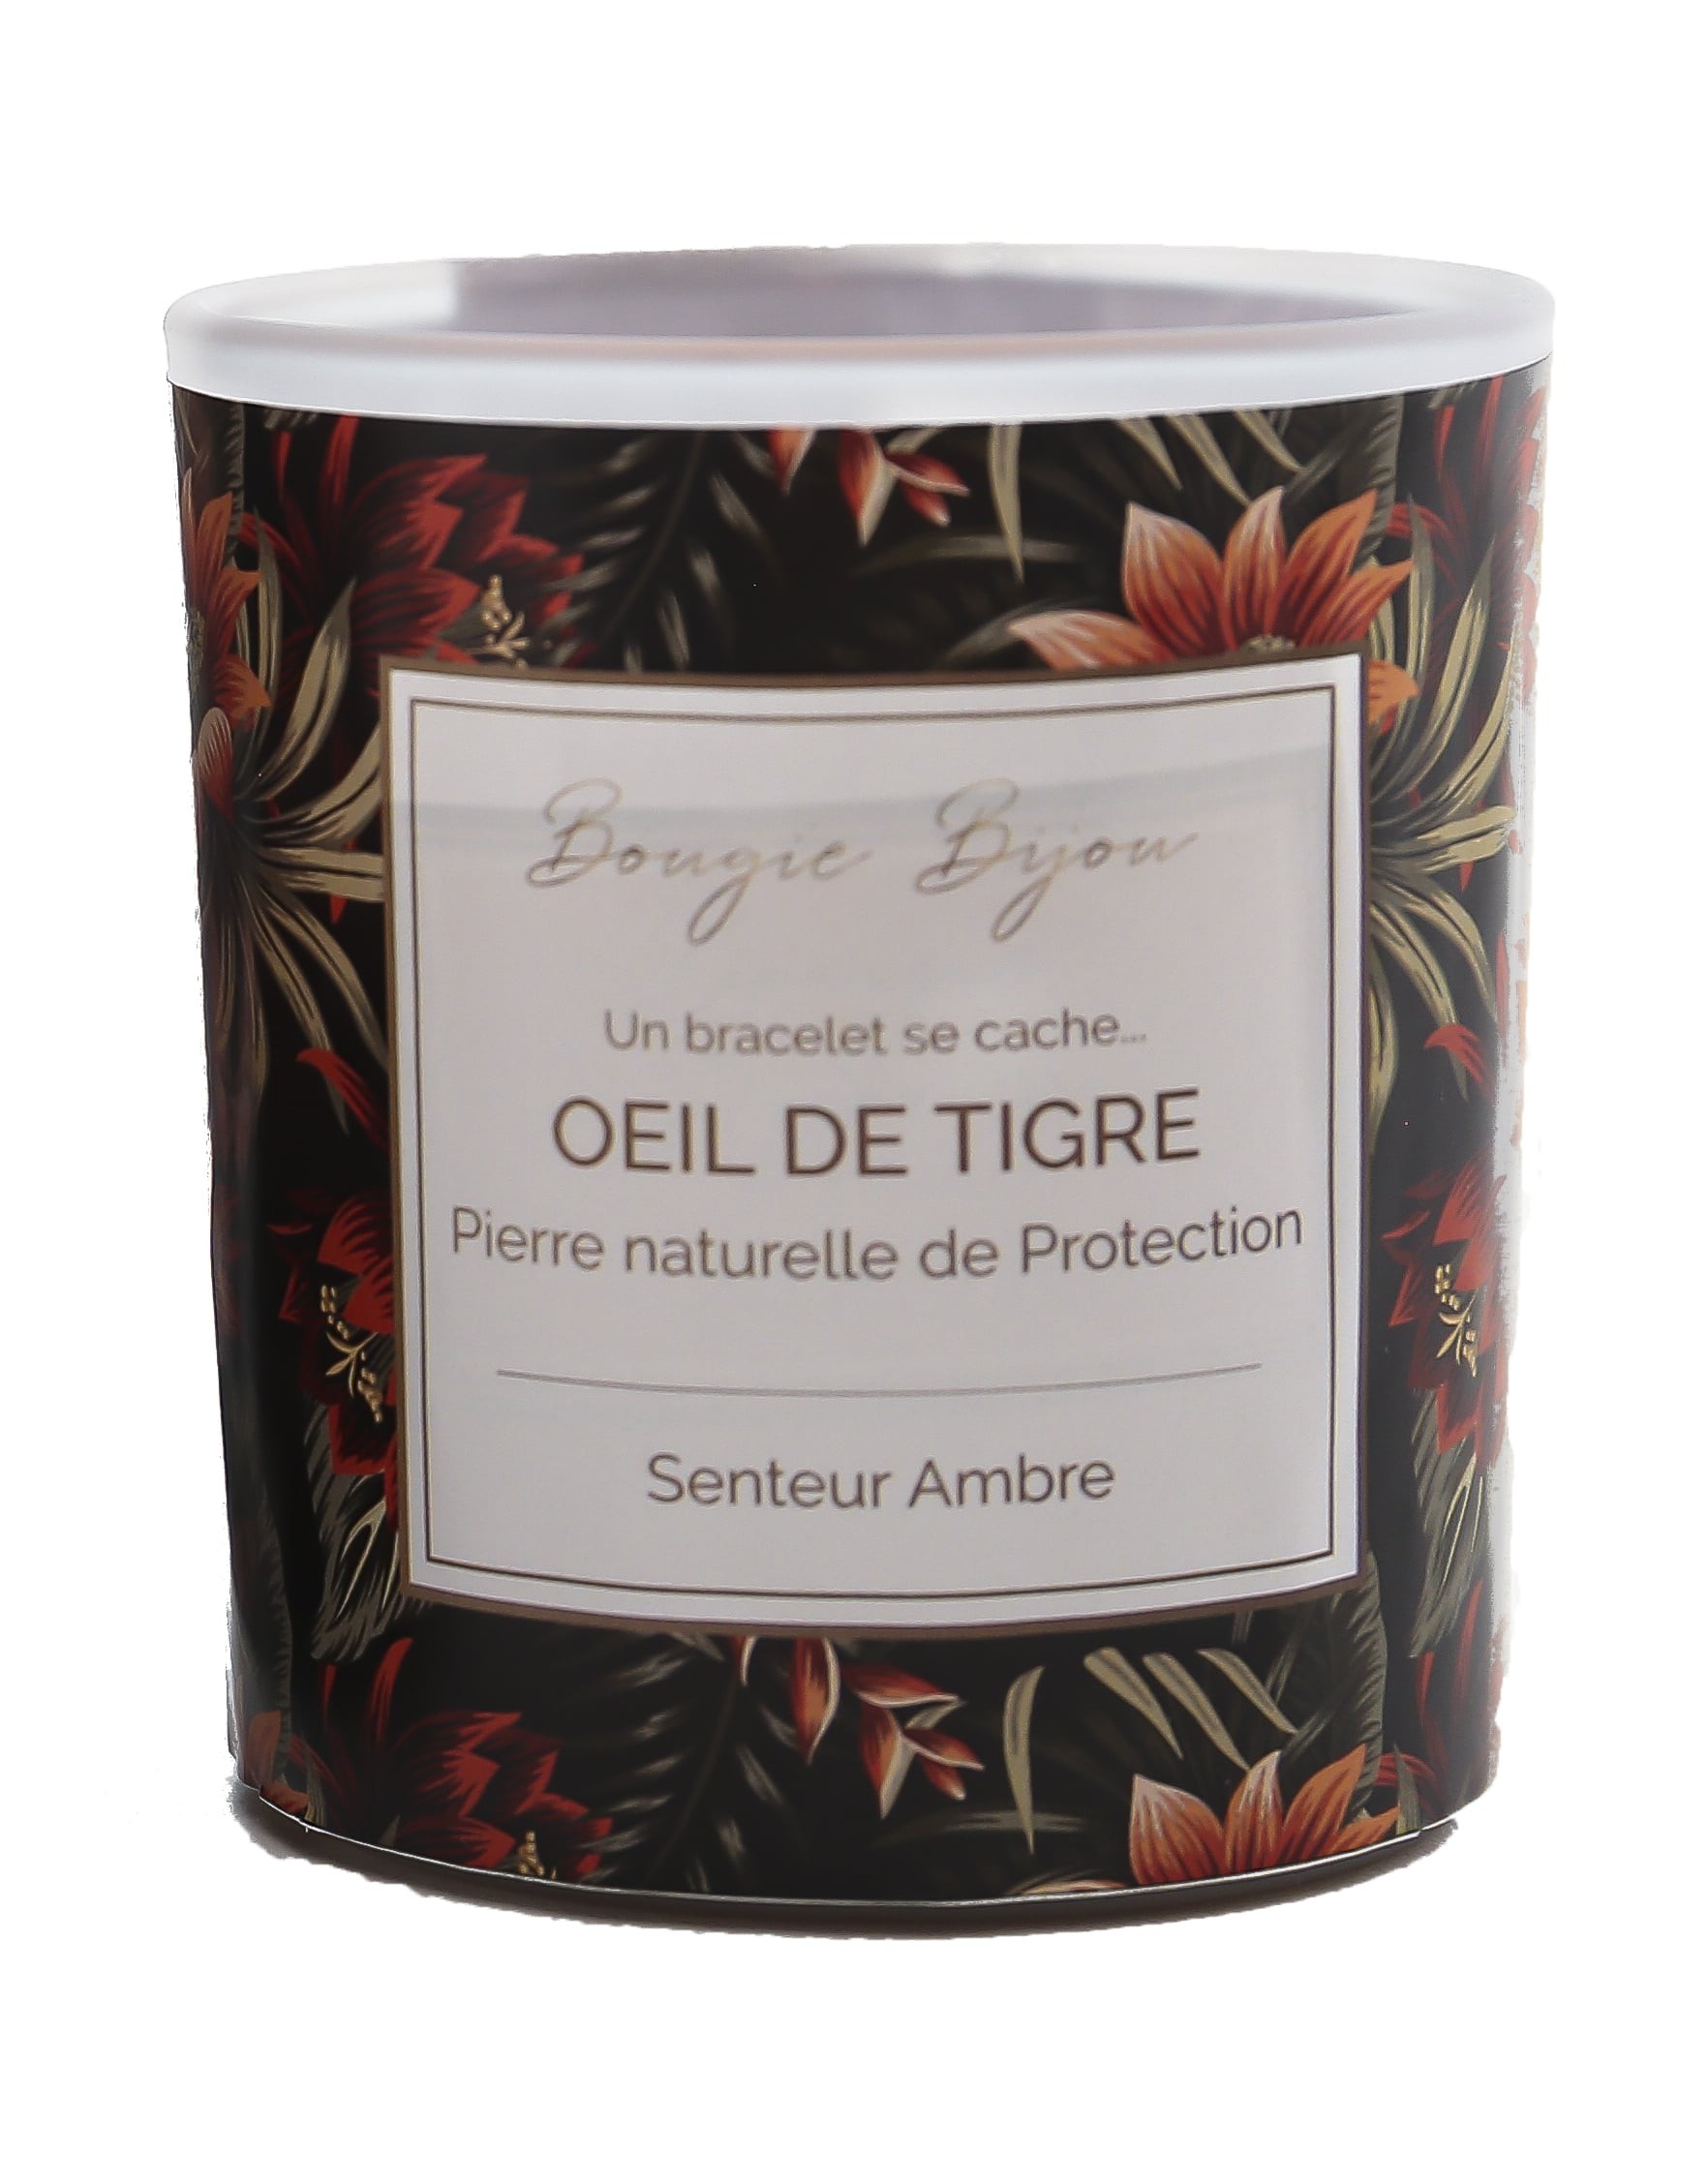 Bougie Bijou
Un bracelet se cache...
OEIL DE TIGRE
Pierre naturelle de Protection
Senteur Ambre